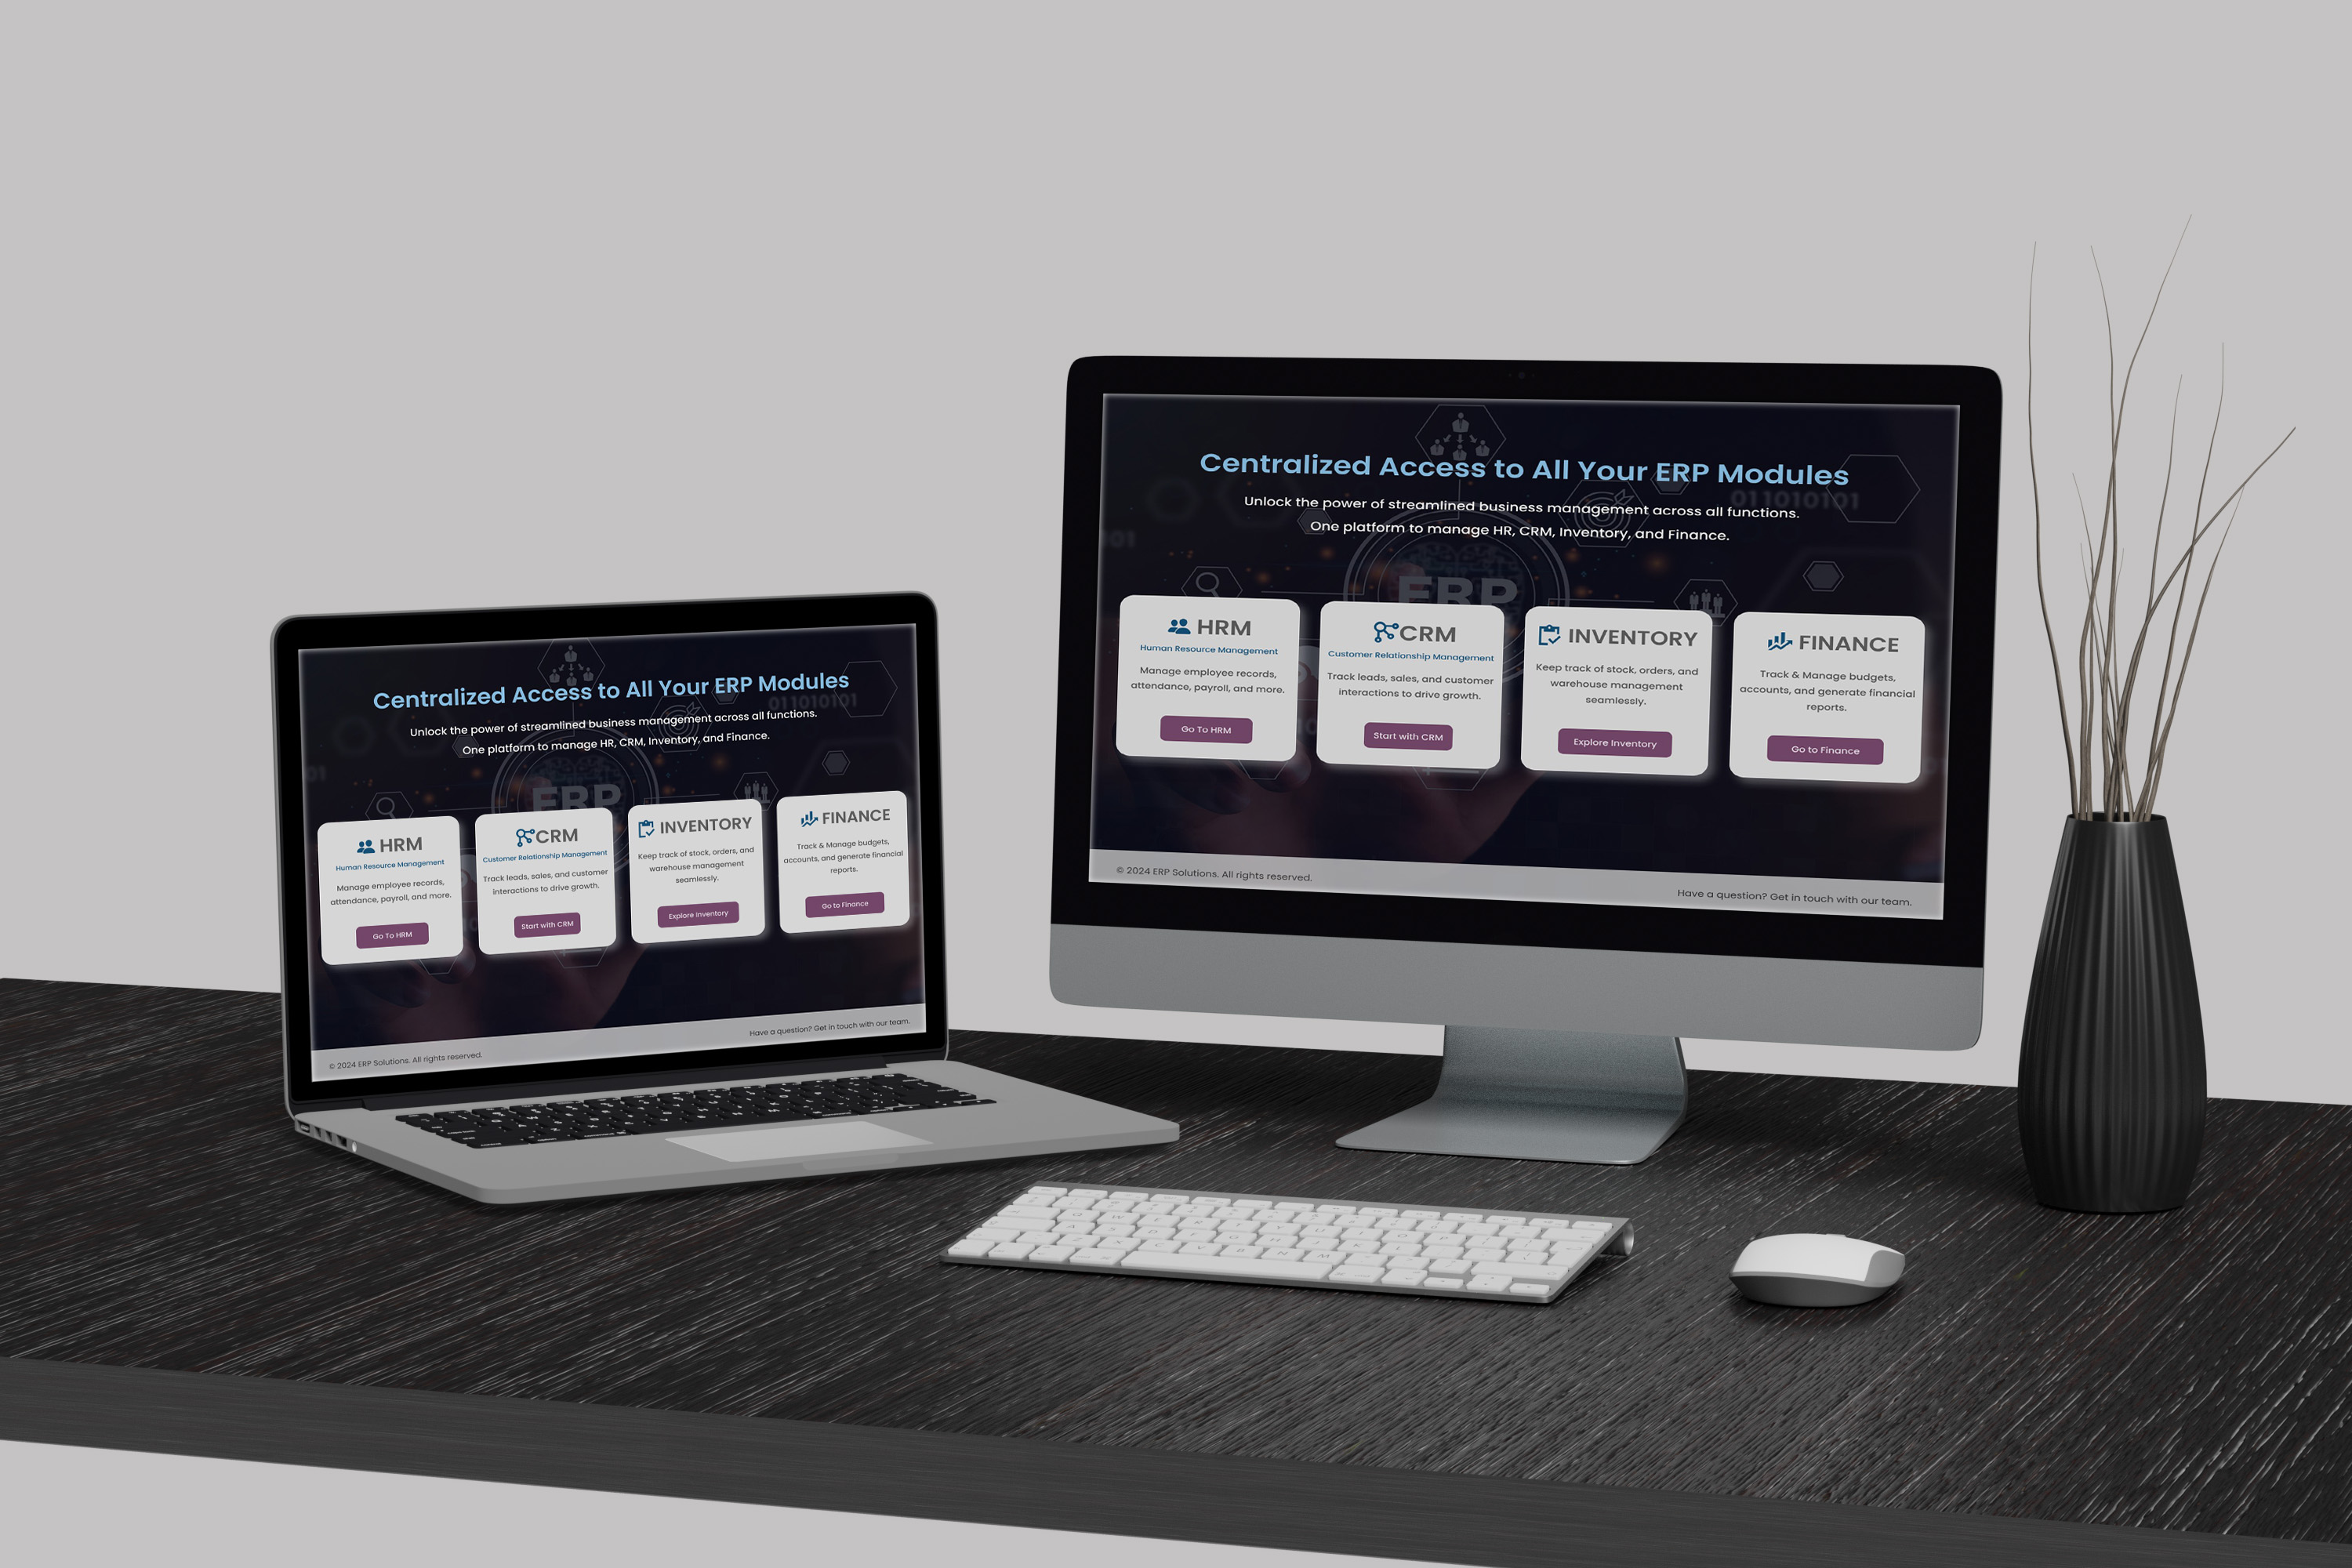 Centralized Access to All Your ERP Modules
Unlock the power of streamlined business management across all functions.
One platform to manage HR, CRM, Inventory, and Finance.
011010101
01
ERP
HRM
Human Resource Management
Manage employee records,
attendance, payroll, and more.
Go To HRM
CRM
Customer Relationship Management
Track leads, sales, and customer
interactions to drive growth.
Start with CRM
INVENTORY
Keep track of stock, orders, and
warehouse management
seamlessly.
Explore Inventory
FINANCE
Track & Manage budgets,
accounts, and generate financial
reports.
Go to Finance
© 2024 ERP Solutions. All rights reserved.
Have a question? Get in touch with our team.
Centralized Access to All Your ERP Modules
Unlock the power of streamlined business management across all functions.
One platform to manage HR, CRM, Inventory, and Finance.
011010101
101
ERP
HRM
Human Resource Management
Manage employee records,
attendance, payroll, and more.
Go To HRM
CRM
Customer Relationship Management
Track leads, sales, and customer
interactions to drive growth.
Start with CRM
INVENTORY
Keep track of stock, orders, and
warehouse management
seamlessly.
Explore Inventory
FINANCE
Track & Manage budgets,
accounts, and generate financial
reports.
Go to Finance
© 2024 ERP Solutions. All rights reserved.
Have a question? Get in touch with our team.